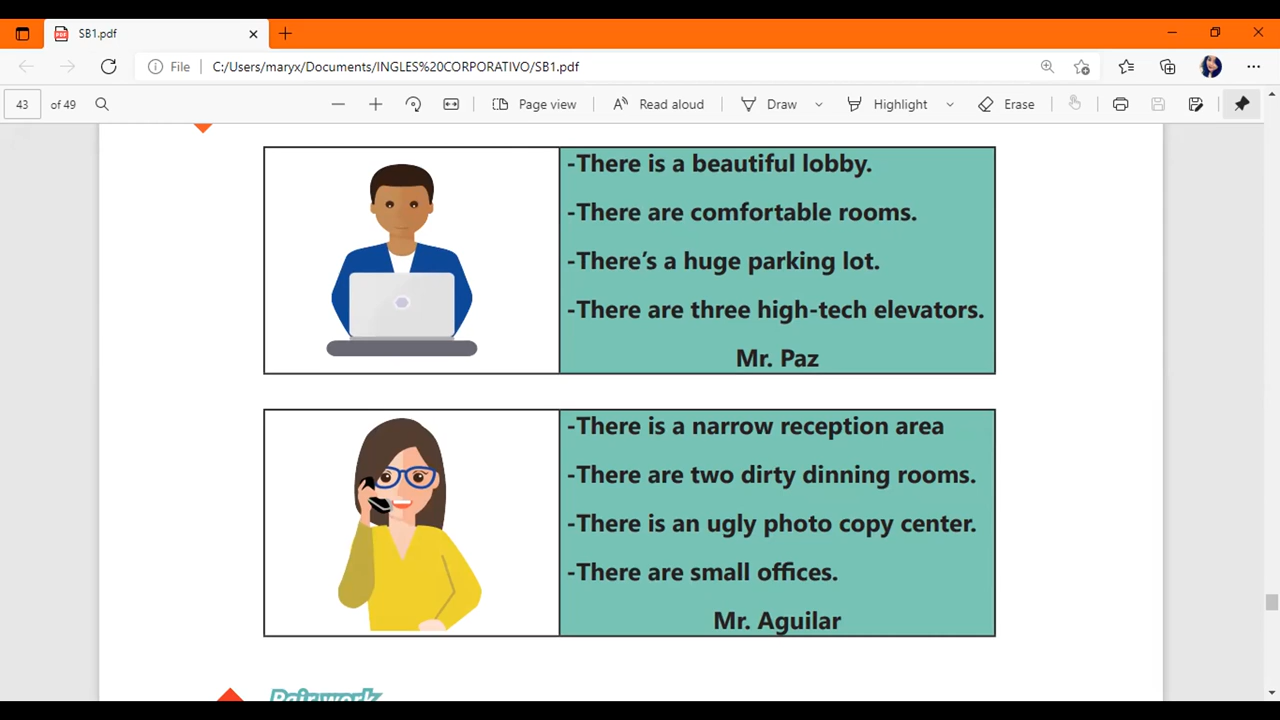 SB1.pdf
File C:/Users/maryx/Documents/INGLES%20CORPORATIVO/SB1.pdf
43 of 49 Page view Read aloud Draw Highlight Erase
-There is a beautiful lobby.
-There are comfortable rooms.
-There's a huge parking lot.
-There are three high-tech elevators.
Mr. Paz
-There is a narrow reception area
-There are two dirty dinning rooms.
-There is an ugly photo copy center.
-There are small offices.
Mr. Aguilar
Pair work